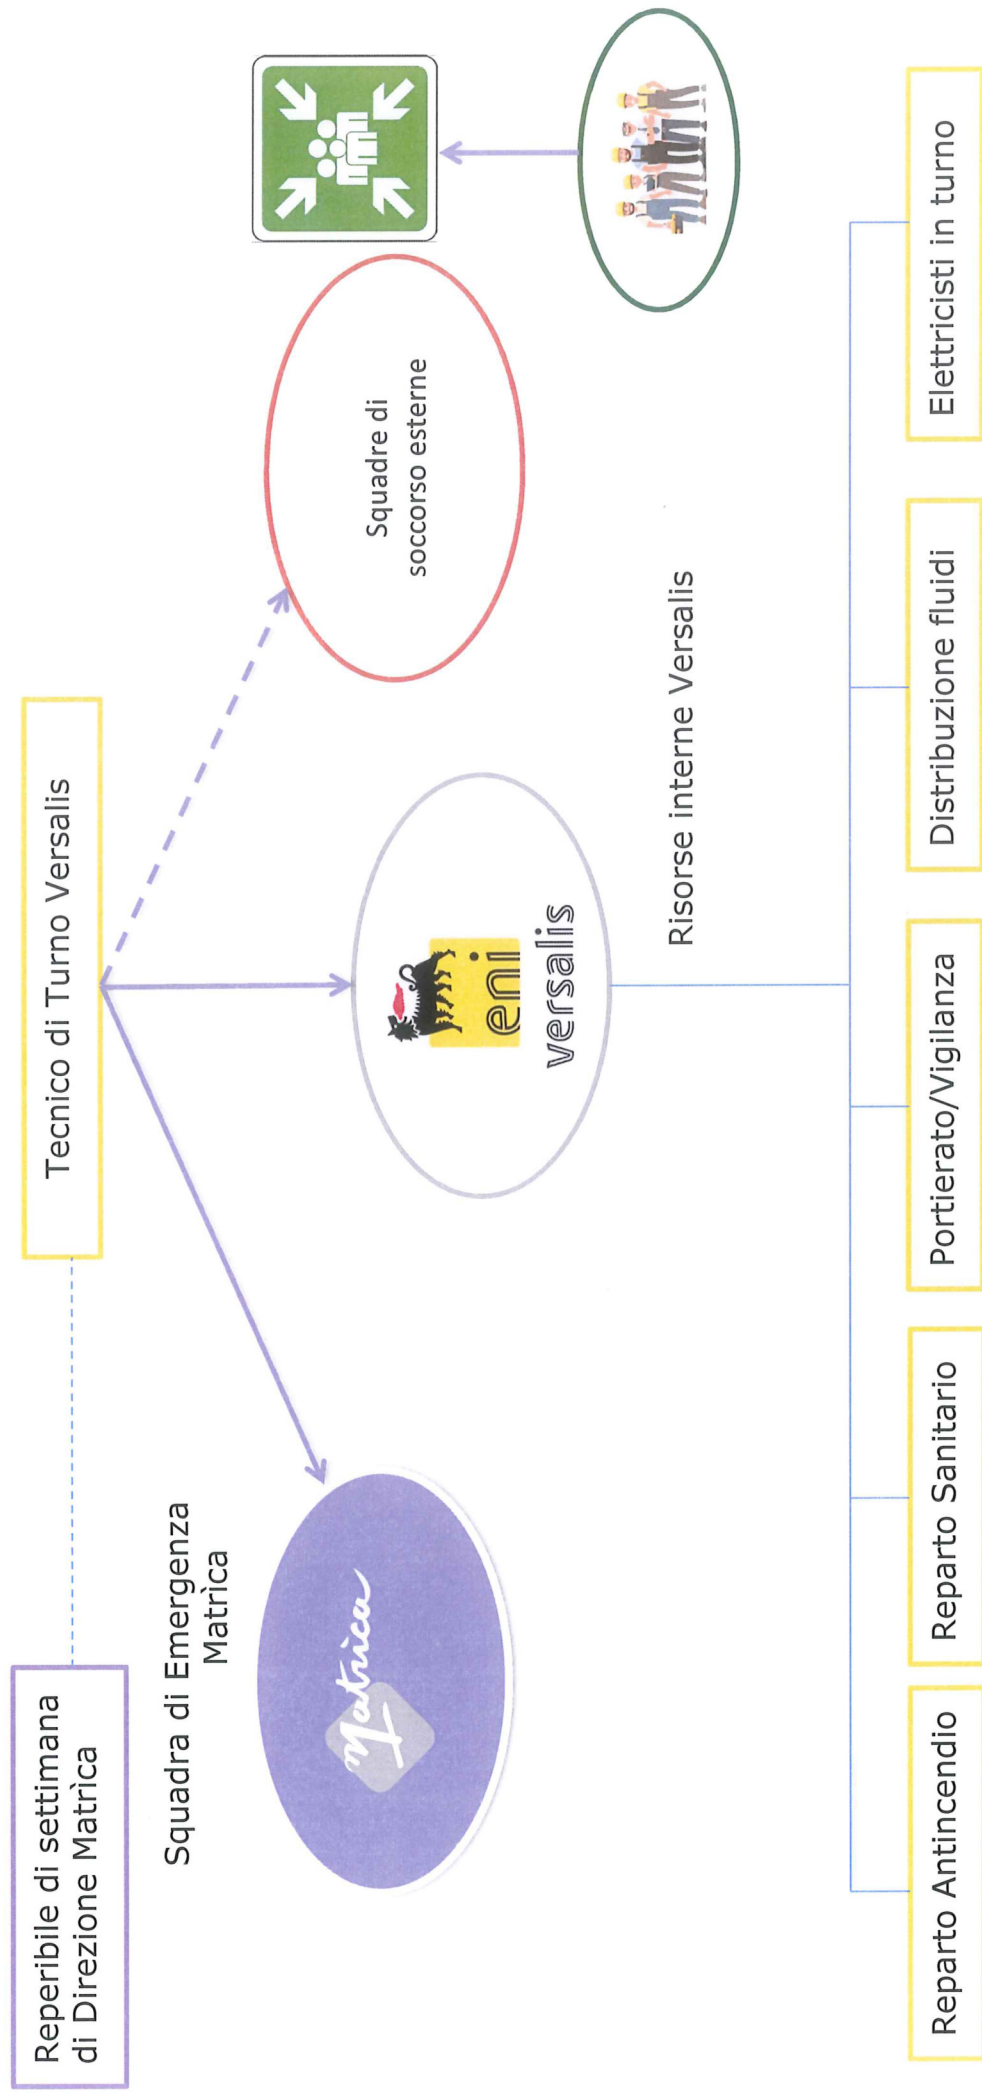 Reperibile di settimana
di Direzione Matrìca
Tecnico di Turno Versalis
Squadra di Emergenza
Matrìca
Matrìca
eni
versalis
Squadre di
soccorso esterne
Risorse interne Versalis
Reparto Antincendio
Reparto Sanitario
Portierato/Vigilanza
Distribuzione fluidi
Elettricisti in turno